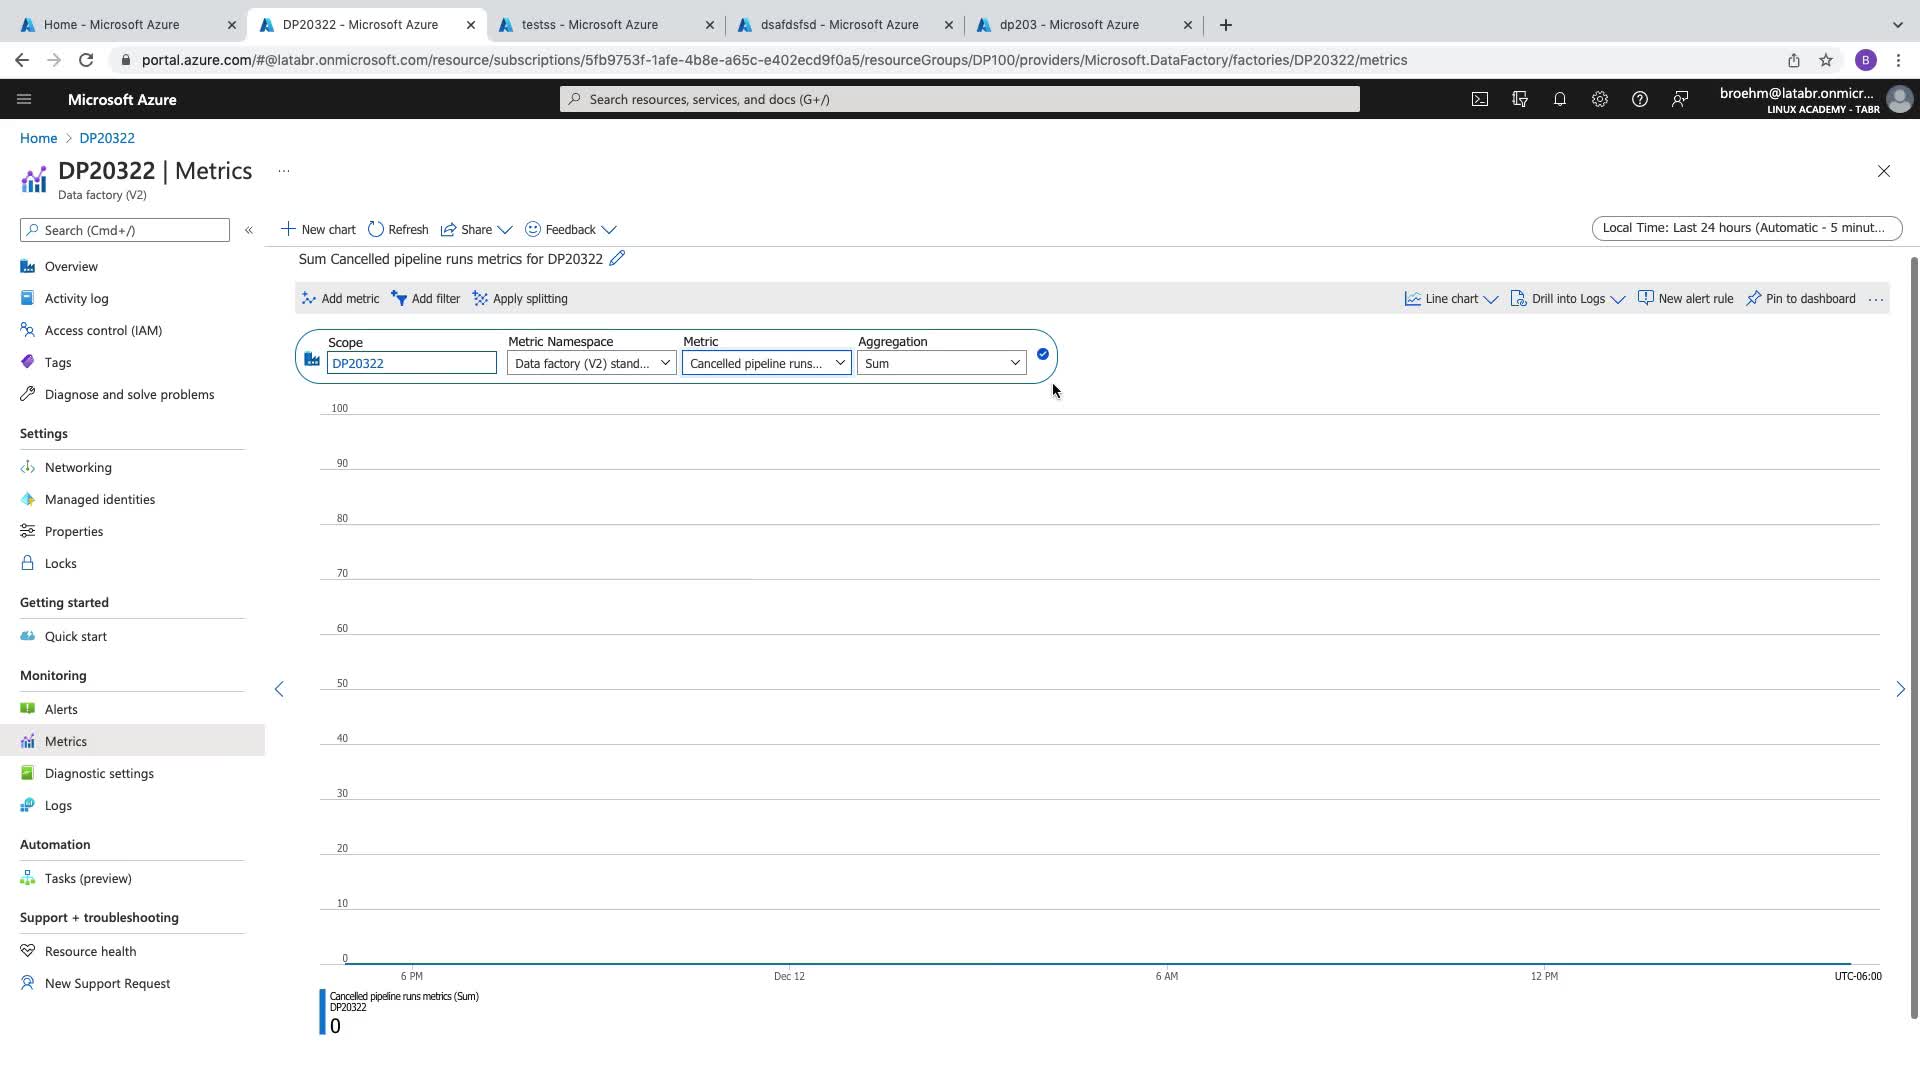 Home - Microsoft Azure
DP20322 - Microsoft Azure
testss - Microsoft Azure
dsafdsfsd - Microsoft Azure
dp203 - Microsoft Azure
portal.azure.com/#@latabr.onmicrosoft.com/resource/subscriptions/5fb9753f-1afe-4b8e-a65c-e402ecd9f0a5/resourceGroups/DP100/providers/Microsoft.DataFactory/factories/DP20322/metrics
B
Microsoft Azure
Search resources, services, and docs (G+/)
broehm@latabr.onmicr...
LINUX ACADEMY - TABR
Home > DP20322
DP20322 | Metrics ...
Data factory (V2)
Search (Cmd+/)
«
Overview
Activity log
Access control (IAM)
Tags
Diagnose and solve problems
Settings
Networking
Managed identities
Properties
Locks
Getting started
Quick start
Monitoring
Alerts
Metrics
Diagnostic settings
Logs
Automation
Tasks (preview)
Support + troubleshooting
Resource health
New Support Request
New chart
Refresh
Share
Feedback
Local Time: Last 24 hours (Automatic - 5 minut...
Sum Cancelled pipeline runs metrics for DP20322
Add metric
Add filter
Apply splitting
Line chart
Drill into Logs
New alert rule
Pin to dashboard
...
Scope
DP20322
Metric Namespace
Data factory (V2) stand...
Metric
Cancelled pipeline runs...
Aggregation
Sum
100
90
80
70
60
50
40
30
20
10
0
6 PM
Dec 12
6 AM
12 PM
UTC-06:00
Cancelled pipeline runs metrics (Sum)
DP20322
0